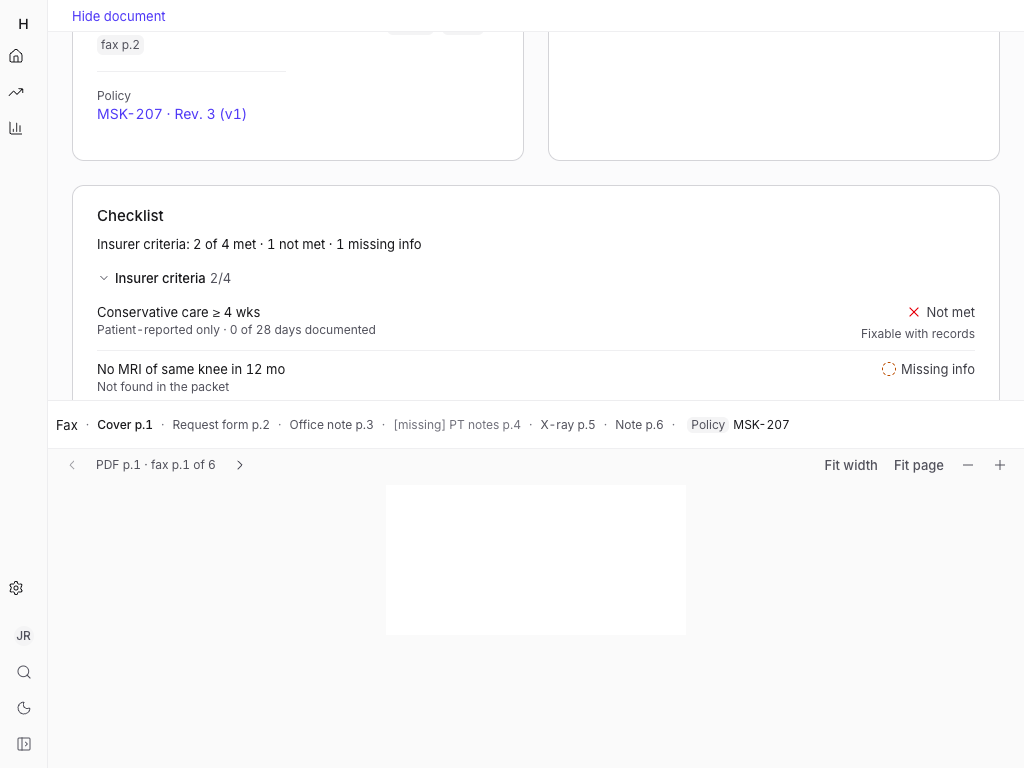 H
Hide document
fax p.2
Policy
MSK-207 · Rev. 3 (v1)
Checklist
Insurer criteria: 2 of 4 met · 1 not met · 1 missing info
Insurer criteria 2/4
Conservative care ≥ 4 wks
Not met
Patient-reported only · 0 of 28 days documented
Fixable with records
No MRI of same knee in 12 mo
Missing info
Not found in the packet
Fax · Cover p.1 · Request form p.2 · Office note p.3 · [missing] PT notes p.4 · X-ray p.5 · Note p.6 · Policy MSK-207
PDF p.1 · fax p.1 of 6
Fit width Fit page
JR